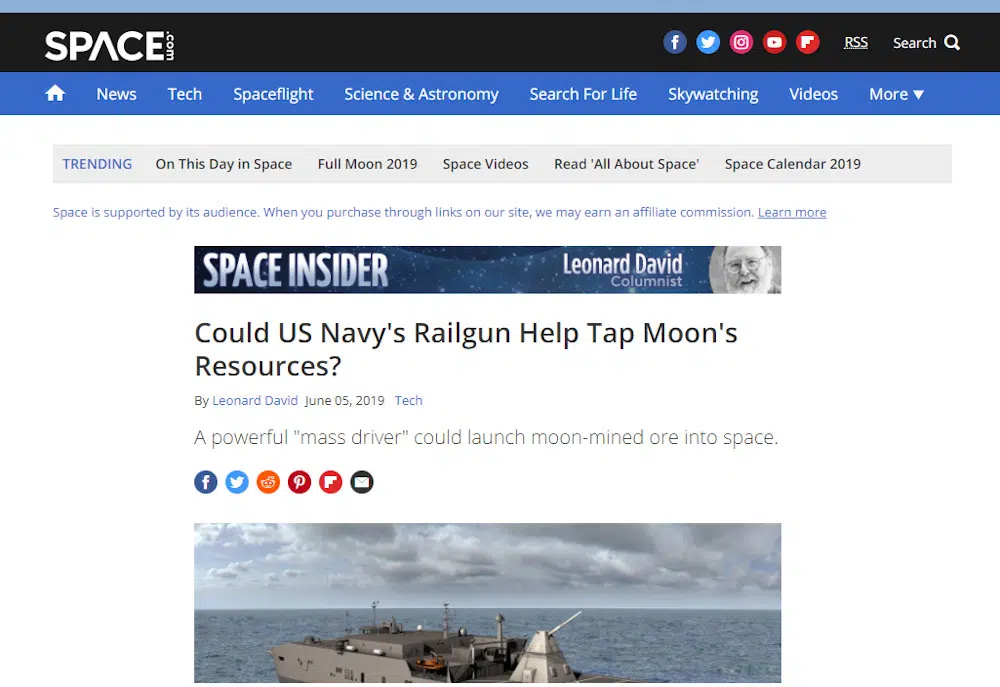 SPACE.com
RSS Search
News Tech Spaceflight Science & Astronomy Search For Life Skywatching Videos More ▼
TRENDING On This Day in Space Full Moon 2019 Space Videos Read 'All About Space' Space Calendar 2019
Space is supported by its audience. When you purchase through links on our site, we may earn an affiliate commission. Learn more
SPACE INSIDER Leonard David
Columnist
Could US Navy's Railgun Help Tap Moon's
Resources?
By Leonard David June 05, 2019 Tech
A powerful "mass driver" could launch moon-mined ore into space.